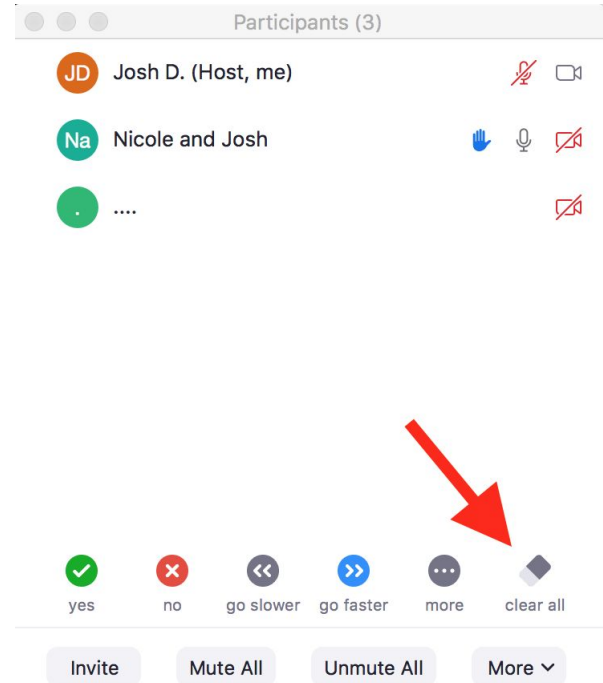 Participants (3)
JD Josh D. (Host, me)
Na Nicole and Josh
. ....
yes no go slower go faster more clear all
Invite Mute All Unmute All More